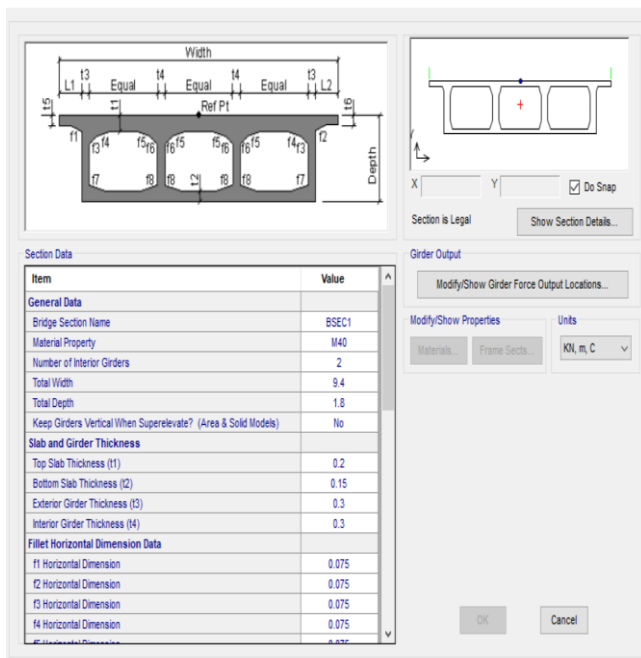 Width
t3 t4 t4 t3
L1 Equal Equal Equal L2
t5 t1 Ref Pt t6
f1 f3 f4 f5 f6 f6 f5 f5 f6 f6 f5 f4 f3 f2
Depth
f7 f8 f8 t2 f8 f8 f7
X Y Do Snap
Section is Legal Show Section Details...
Section Data
Item Value
General Data
Bridge Section Name BSEC1
Material Property M40
Number of Interior Girders 2
Total Width 9.4
Total Depth 1.8
Keep Girders Vertical When Superelevate? (Area & Solid Models) No
Slab and Girder Thickness
Top Slab Thickness (t1) 0.2
Bottom Slab Thickness (t2) 0.15
Exterior Girder Thickness (t3) 0.3
Interior Girder Thickness (t4) 0.3
Fillet Horizontal Dimension Data
f1 Horizontal Dimension 0.075
f2 Horizontal Dimension 0.075
f3 Horizontal Dimension 0.075
f4 Horizontal Dimension 0.075
f5 Horizontal Dimension 0.075
Girder Output
Modify/Show Girder Force Output Locations...
Modify/Show Properties Units
Materials... Frame Sects... KN, m, C
OK Cancel